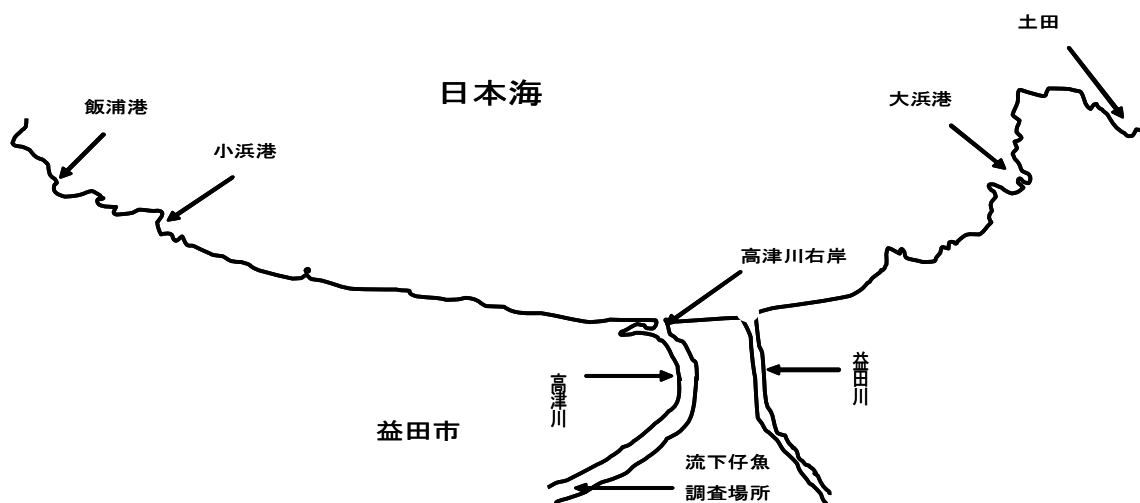 土田
日本海
大浜港
飯浦港
小浜港
高津川右岸
高津川
益田川
益田市
流下仔魚
調査場所